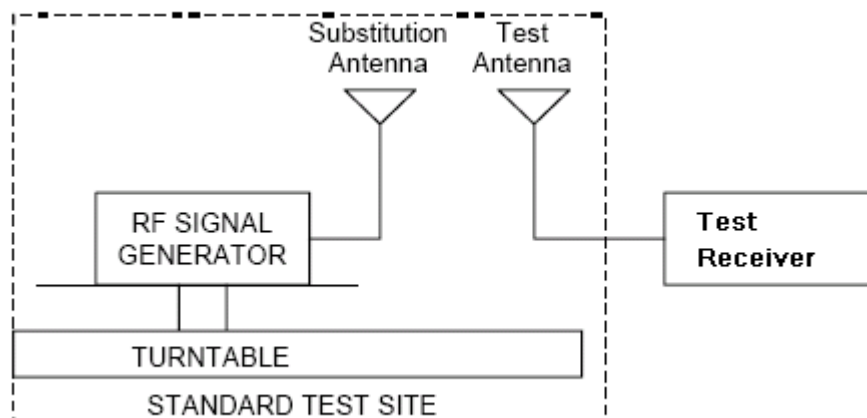 Substitution
Antenna
Test
Antenna
RF SIGNAL
GENERATOR
Test
Receiver
TURNTABLE
STANDARD TEST SITE